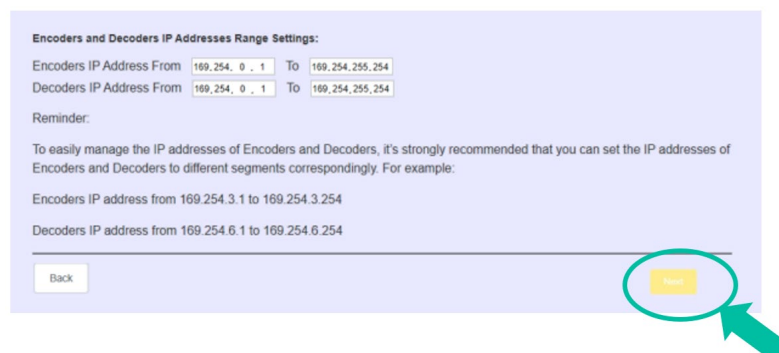 Encoders and Decoders IP Addresses Range Settings:
Encoders IP Address From 169.254. 0 . 1 To 169.254.255.254
Decoders IP Address From 169.254. 0 . 1 To 169.254.255.254
Reminder:
To easily manage the IP addresses of Encoders and Decoders, it's strongly recommended that you can set the IP addresses of
Encoders and Decoders to different segments correspondingly. For example:
Encoders IP address from 169.254.3.1 to 169.254.3.254
Decoders IP address from 169.254.6.1 to 169.254.6.254
Back Next